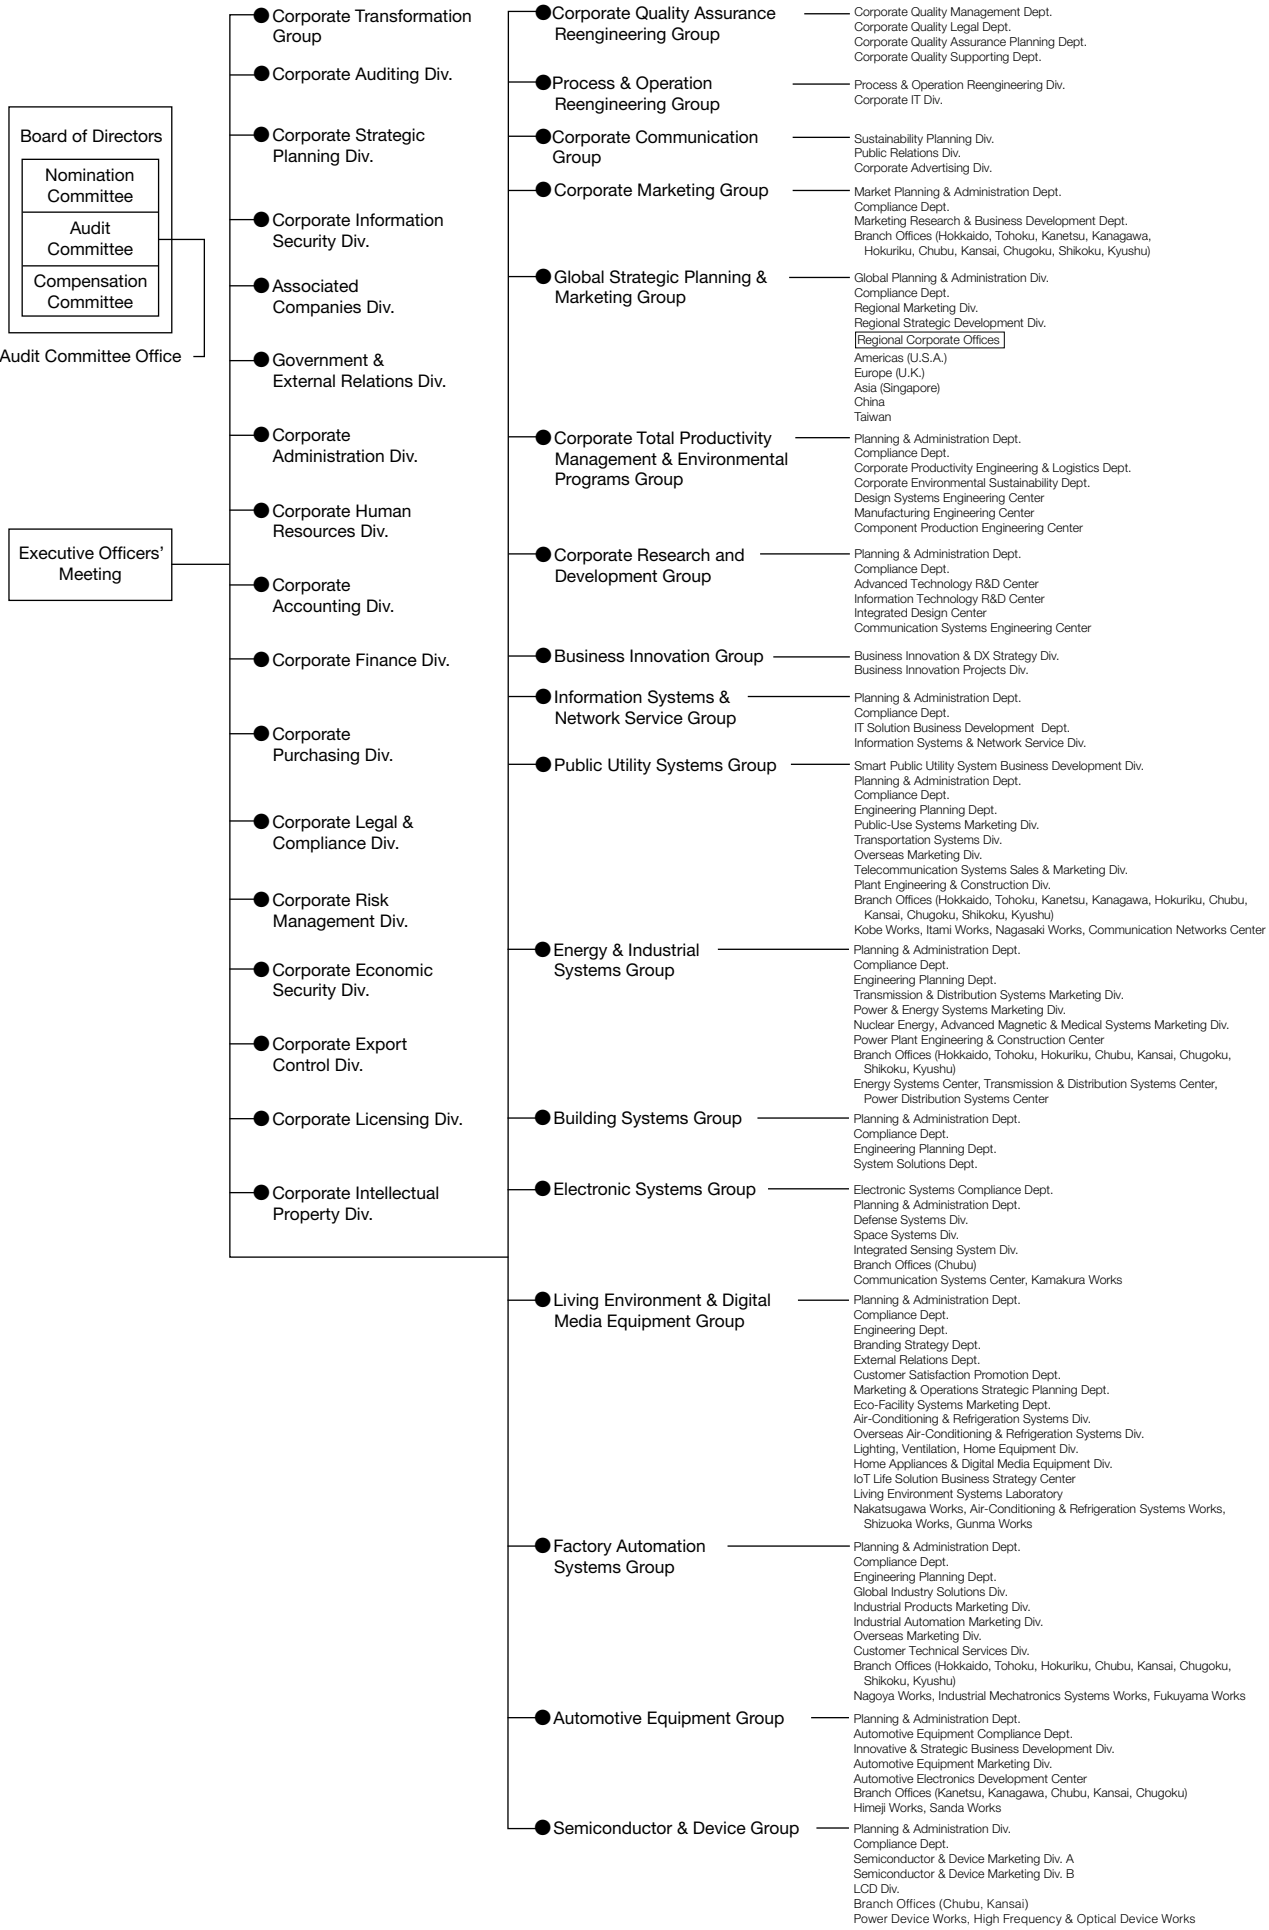 Board of Directors
Nomination
Committee
Audit
Committee
Compensation
Committee
Audit Committee Office
Executive Officers'
Meeting
Corporate Transformation
Group
Corporate Auditing Div.
Corporate Strategic
Planning Div.
Corporate Information
Security Div.
Associated
Companies Div.
Government &
External Relations Div.
Corporate
Administration Div.
Corporate Human
Resources Div.
Corporate
Accounting Div.
Corporate Finance Div.
Corporate
Purchasing Div.
Corporate Legal &
Compliance Div.
Corporate Risk
Management Div.
Corporate Economic
Security Div.
Corporate Export
Control Div.
Corporate Licensing Div.
Corporate Intellectual
Property Div.
Corporate Quality Assurance
Reengineering Group
Corporate Quality Management Dept.
Corporate Quality Legal Dept.
Corporate Quality Assurance Planning Dept.
Corporate Quality Supporting Dept.
Process & Operation
Reengineering Group
Process & Operation Reengineering Div.
Corporate IT Div.
Corporate Communication
Group
Sustainability Planning Div.
Public Relations Div.
Corporate Advertising Div.
Corporate Marketing Group
Market Planning & Administration Dept.
Compliance Dept.
Marketing Research & Business Development Dept.
Branch Offices (Hokkaido, Tohoku, Kanetsu, Kanagawa,
Hokuriku, Chubu, Kansai, Chugoku, Shikoku, Kyushu)
Global Strategic Planning &
Marketing Group
Global Planning & Administration Div.
Compliance Dept.
Regional Marketing Div.
Regional Strategic Development Div.
Regional Corporate Offices
Americas (U.S.A.)
Europe (U.K.)
Asia (Singapore)
China
Taiwan
Corporate Total Productivity
Management & Environmental
Programs Group
Planning & Administration Dept.
Compliance Dept.
Corporate Productivity Engineering & Logistics Dept.
Corporate Environmental Sustainability Dept.
Design Systems Engineering Center
Manufacturing Engineering Center
Component Production Engineering Center
Corporate Research and
Development Group
Planning & Administration Dept.
Compliance Dept.
Advanced Technology R&D Center
Information Technology R&D Center
Integrated Design Center
Communication Systems Engineering Center
Business Innovation Group
Business Innovation & DX Strategy Div.
Business Innovation Projects Div.
Information Systems &
Network Service Group
Planning & Administration Dept.
Compliance Dept.
IT Solution Business Development Dept.
Information Systems & Network Service Div.
Public Utility Systems Group
Smart Public Utility System Business Development Div.
Planning & Administration Dept.
Compliance Dept.
Engineering Planning Dept.
Public-Use Systems Marketing Div.
Transportation Systems Div.
Overseas Marketing Div.
Telecommunication Systems Sales & Marketing Div.
Plant Engineering & Construction Div.
Branch Offices (Hokkaido, Tohoku, Kanetsu, Kanagawa, Hokuriku, Chubu,
Kansai, Chugoku, Shikoku, Kyushu)
Kobe Works, Itami Works, Nagasaki Works, Communication Networks Center
Energy & Industrial
Systems Group
Planning & Administration Dept.
Compliance Dept.
Engineering Planning Dept.
Transmission & Distribution Systems Marketing Div.
Power & Energy Systems Marketing Div.
Nuclear Energy, Advanced Magnetic & Medical Systems Marketing Div.
Power Plant Engineering & Construction Center
Branch Offices (Hokkaido, Tohoku, Hokuriku, Chubu, Kansai, Chugoku,
Shikoku, Kyushu)
Energy Systems Center, Transmission & Distribution Systems Center,
Power Distribution Systems Center
Building Systems Group
Planning & Administration Dept.
Compliance Dept.
Engineering Planning Dept.
System Solutions Dept.
Electronic Systems Group
Electronic Systems Compliance Dept.
Planning & Administration Dept.
Defense Systems Div.
Space Systems Div.
Integrated Sensing System Div.
Branch Offices (Chubu)
Communication Systems Center, Kamakura Works
Living Environment & Digital
Media Equipment Group
Planning & Administration Dept.
Compliance Dept.
Engineering Dept.
Branding Strategy Dept.
External Relations Dept.
Customer Satisfaction Promotion Dept.
Marketing & Operations Strategic Planning Dept.
Eco-Facility Systems Marketing Dept.
Air-Conditioning & Refrigeration Systems Div.
Overseas Air-Conditioning & Refrigeration Systems Div.
Lighting, Ventilation, Home Equipment Div.
Home Appliances & Digital Media Equipment Div.
IoT Life Solution Business Strategy Center
Living Environment Systems Laboratory
Nakatsugawa Works, Air-Conditioning & Refrigeration Systems Works,
Shizuoka Works, Gunma Works
Factory Automation
Systems Group
Planning & Administration Dept.
Compliance Dept.
Engineering Planning Dept.
Global Industry Solutions Div.
Industrial Products Marketing Div.
Industrial Automation Marketing Div.
Overseas Marketing Div.
Customer Technical Services Div.
Branch Offices (Hokkaido, Tohoku, Hokuriku, Chubu, Kansai, Chugoku,
Shikoku, Kyushu)
Nagoya Works, Industrial Mechatronics Systems Works, Fukuyama Works
Automotive Equipment Group
Planning & Administration Dept.
Automotive Equipment Compliance Dept.
Innovative & Strategic Business Development Div.
Automotive Equipment Marketing Div.
Automotive Electronics Development Center
Branch Offices (Kanetsu, Kanagawa, Chubu, Kansai, Chugoku)
Himeji Works, Sanda Works
Semiconductor & Device Group
Planning & Administration Div.
Compliance Dept.
Semiconductor & Device Marketing Div. A
Semiconductor & Device Marketing Div. B
LCD Div.
Branch Offices (Chubu, Kansai)
Power Device Works, High Frequency & Optical Device Works